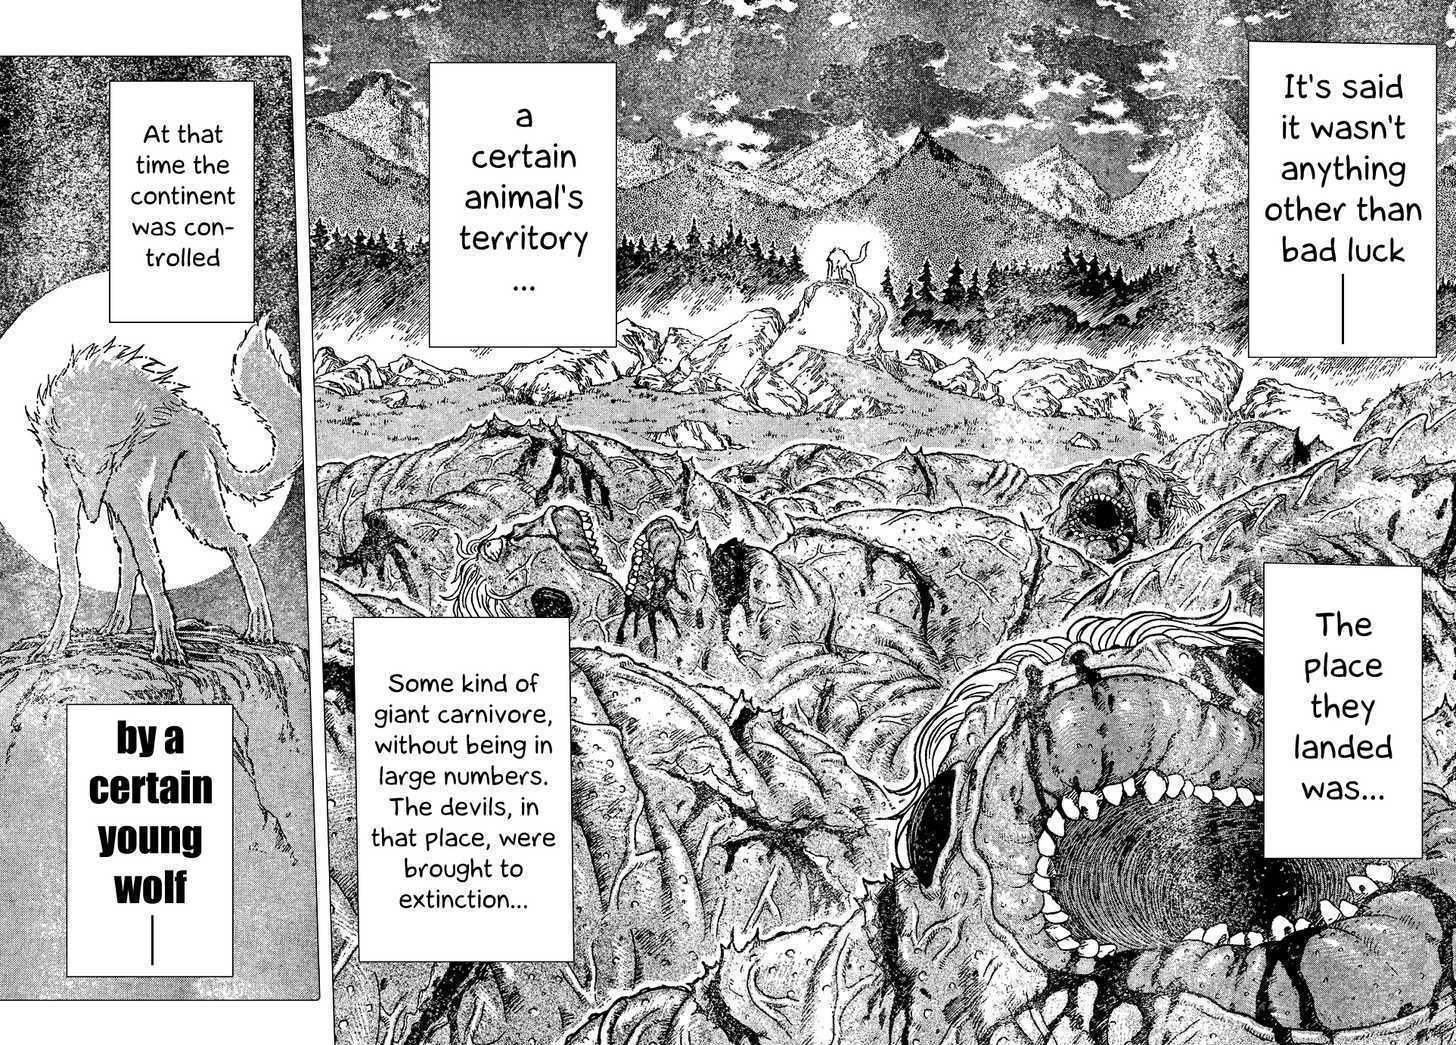 It's said
it wasn't
anything
other than
bad luck
The
place
they
landed
was...
a
certain
animal's
territory
...
Some kind of
giant carnivore,
without being in
large numbers.
The devils, in
that place, were
brought to
extinction...
At that
time the
continent
was con-
trolled
by a
certain
young
wolf